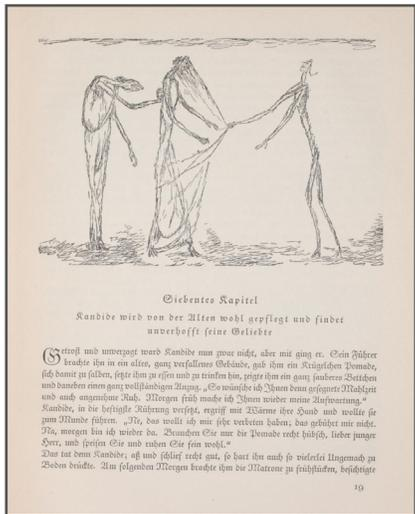 Siebentes Kapitel
Kandide wird von der Alten wohl gepflegt und findet
unverhofft seine Geliebte
Getrost und unverzagt ward Kandide nun zwar nicht, aber mit ging er. Sein Führer
brachte ihn in ein altes, ganz verfallenes Gebäude, gab ihm ein Krügelchen Pomade,
sich damit zu salben, setzte ihm zu essen und zu trinken hin, zeigte ihm ein ganz sauberes Bettchen
und daneben einen ganz vollständigen Anzug. „So wünsche ich Ihnen denn gesegnete Mahlzeit
und auch angenehme Ruh. Morgen früh mache ich Ihnen wieder meine Aufwartung.“
Kandide, in die heftigste Rührung versetzt, ergriff mit Wärme ihre Hand und wollte sie
zum Munde führen. „Ne, das wollt ich mir sehr verbeten haben; das gebührt mir nicht.
Na, morgen bin ich wieder da. Brauchen Sie nur die Pomade recht hübsch, lieber junger
Herr, und speisen Sie und ruhen Sie fein wohl.“
Das tat denn Kandide; aß und schlief recht gut, so hart ihn auch so vielerlei Ungemach zu
Boden drückte. Am folgenden Morgen brachte ihm die Matrone zu frühstücken, besichtigte
19